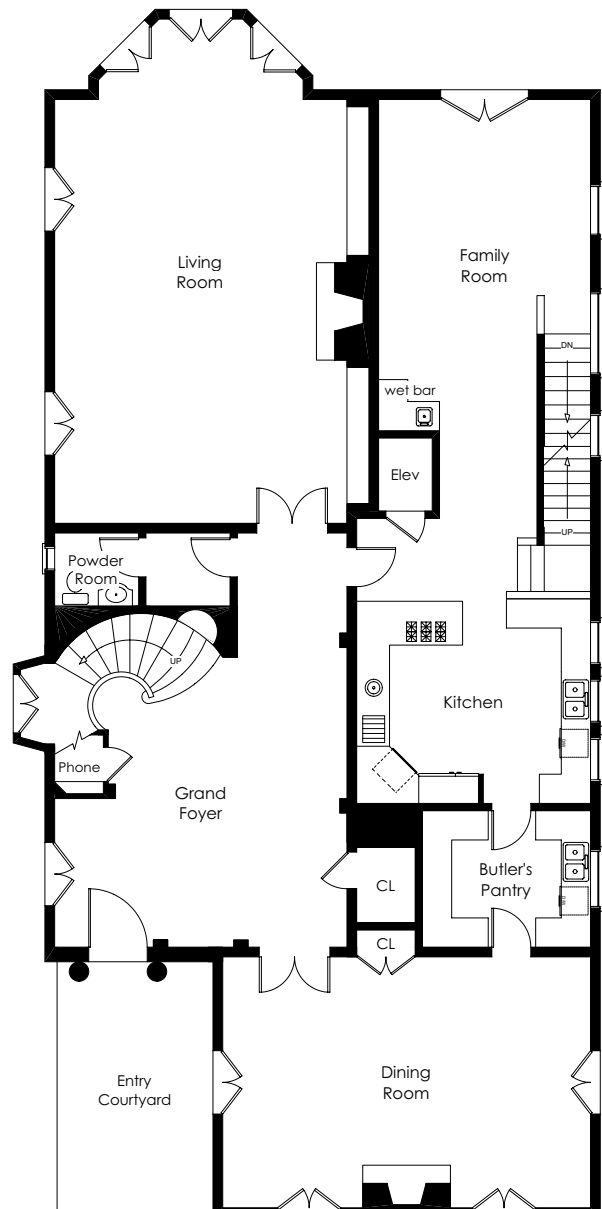 Living
Room
Family
Room
DN
wet bar
Elev
UP
Powder
Room
UP
Kitchen
Phone
Grand
Foyer
CL
Butler's
Pantry
CL
Dining
Room
Entry
Courtyard